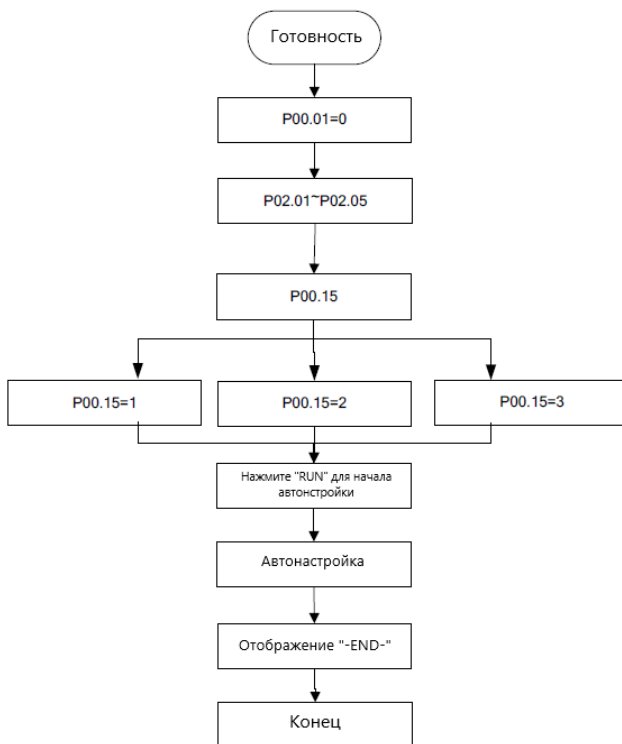 Готовность
P00.01=0
P02.01~P02.05
P00.15
P00.15=1
P00.15=2
P00.15=3
Нажмите "RUN" для начала
автонстройки
Автонастройка
Отображение "-END-"
Конец